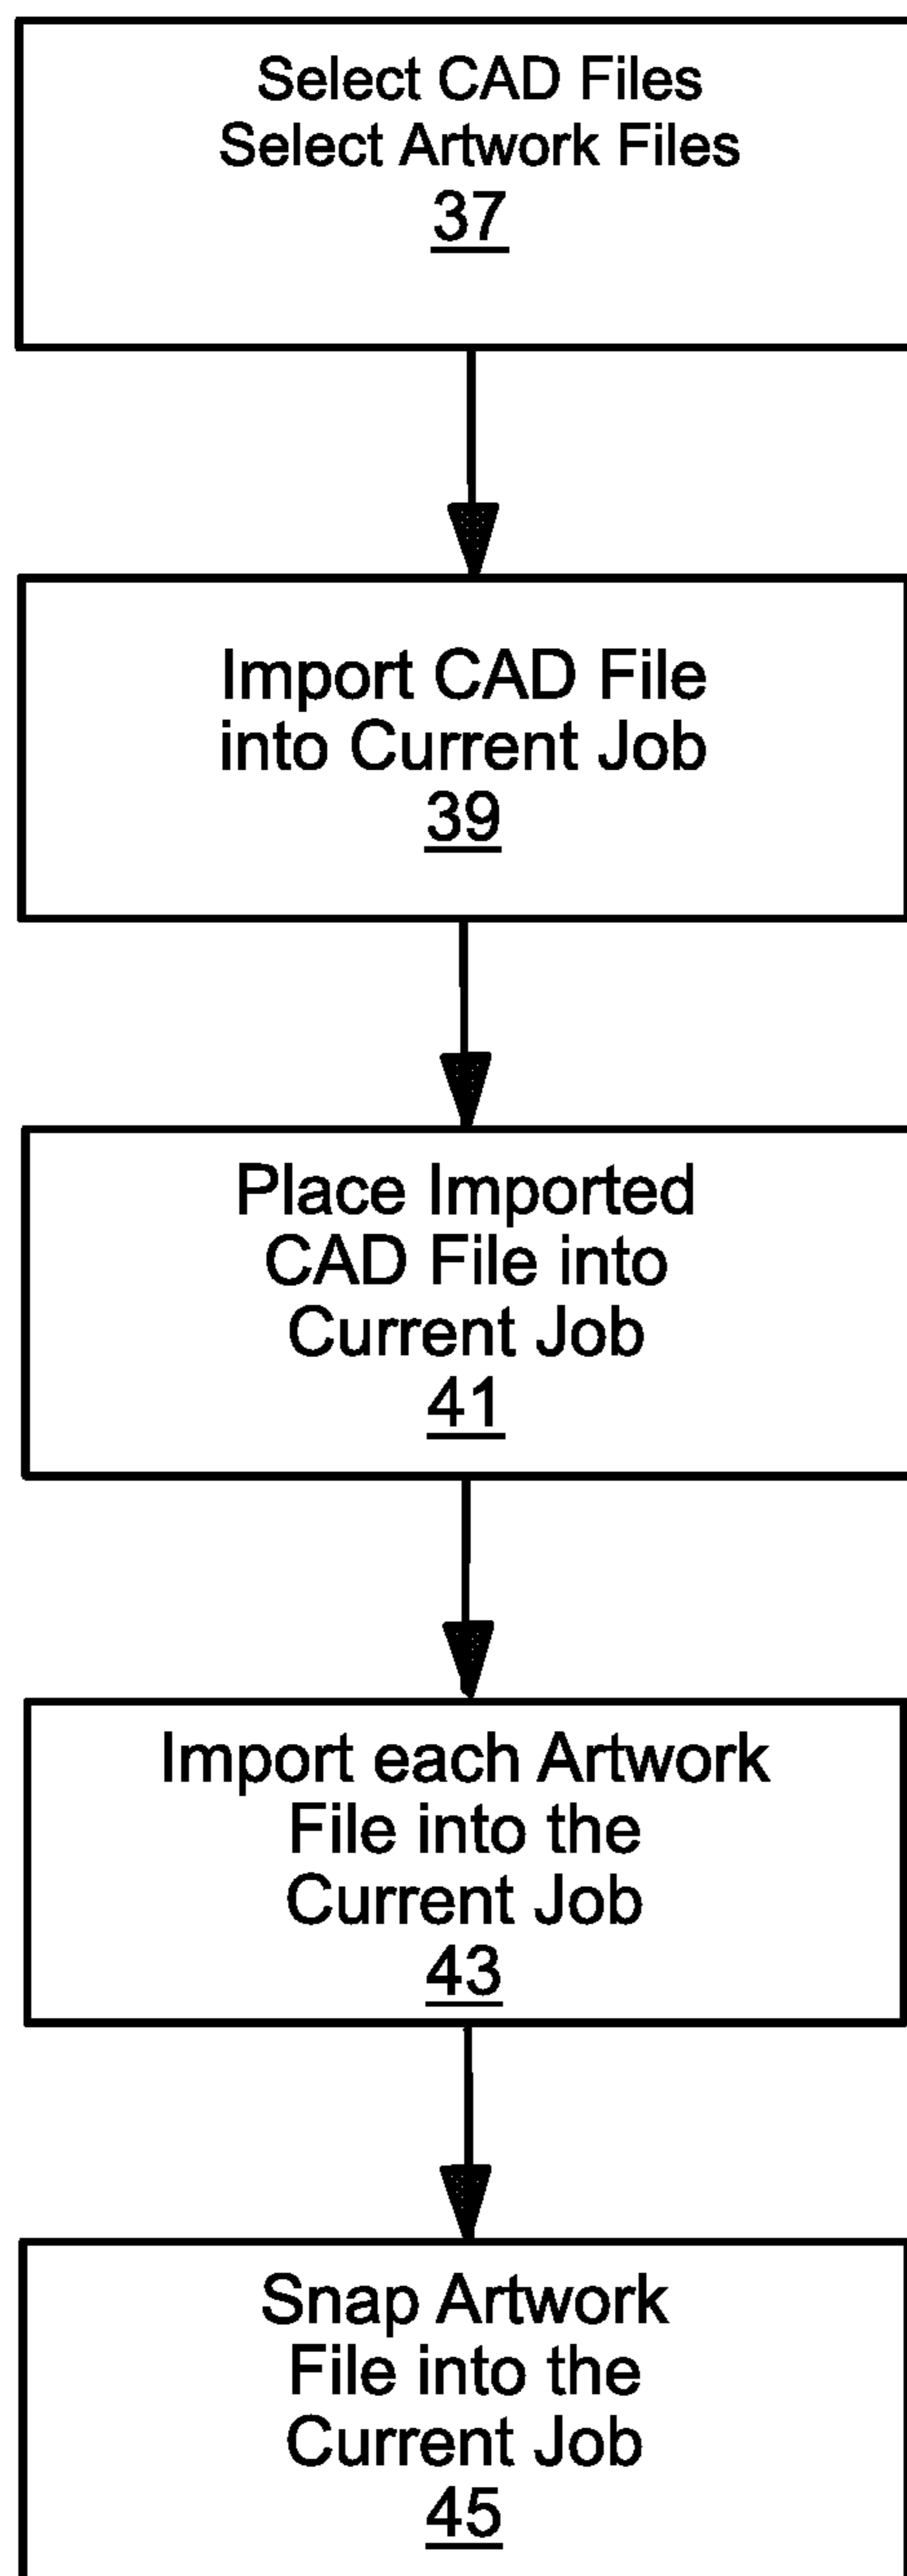 Select CAD Files
Select Artwork Files
37
Import CAD File
into Current Job
39
Place Imported
CAD File into
Current Job
41
Import each Artwork
File into the
Current Job
43
Snap Artwork
File into the
Current Job
45